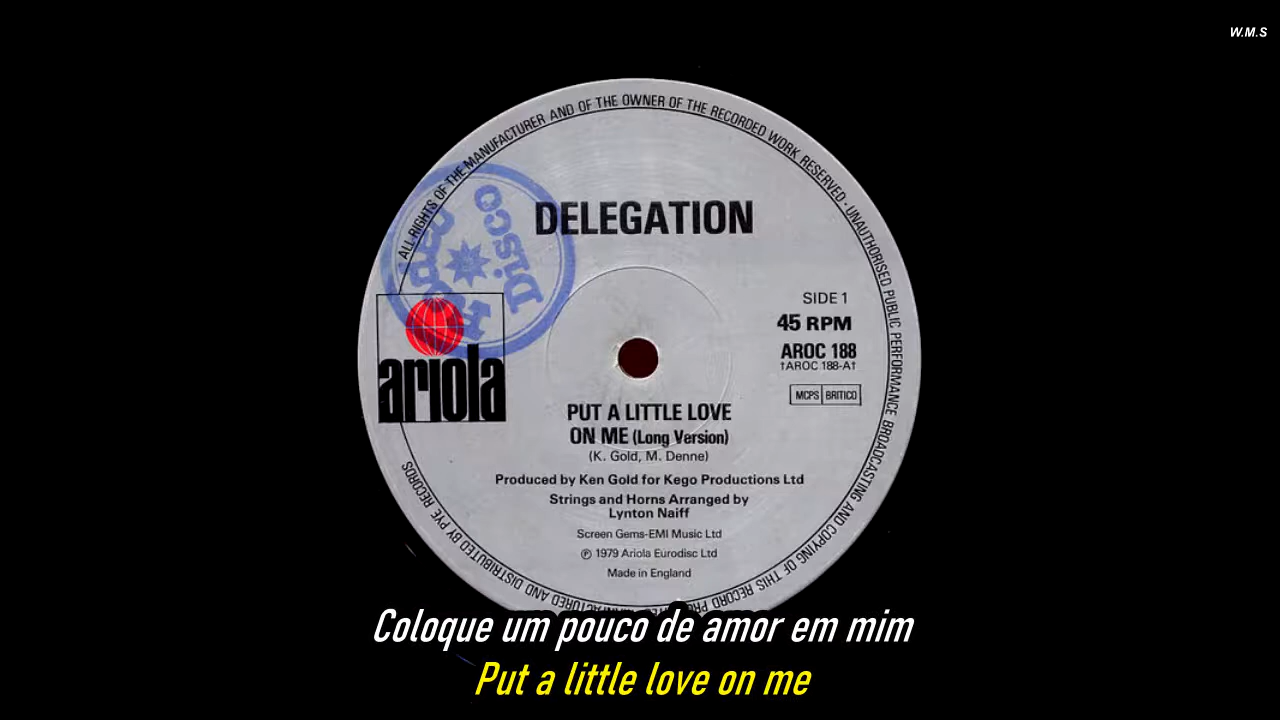 W.M.S
ALL RIGHTS OF THE MANUFACTURER AND OF THE OWNER OF THE RECORDED WORK RESERVED - UNAUTHORISED PUBLIC PERFORMANCE BROADCASTING AND COPYING OF THIS RECORD
DELEGATION
Disco
ariola
SIDE 1
45 RPM
AROC 188
†AROC 188-A†
MCPS BRITICO
PUT A LITTLE LOVE
ON ME (Long Version)
(K. Gold, M. Denne)
Produced by Ken Gold for Kego Productions Ltd
Strings and Horns Arranged by
Lynton Naiff
Screen Gems-EMI Music Ltd
℗ 1979 Ariola Eurodisc Ltd
Made in England
AND DISTRIBUTED BY PYE RECORDS
Coloque um pouco de amor em mim
Put a little love on me